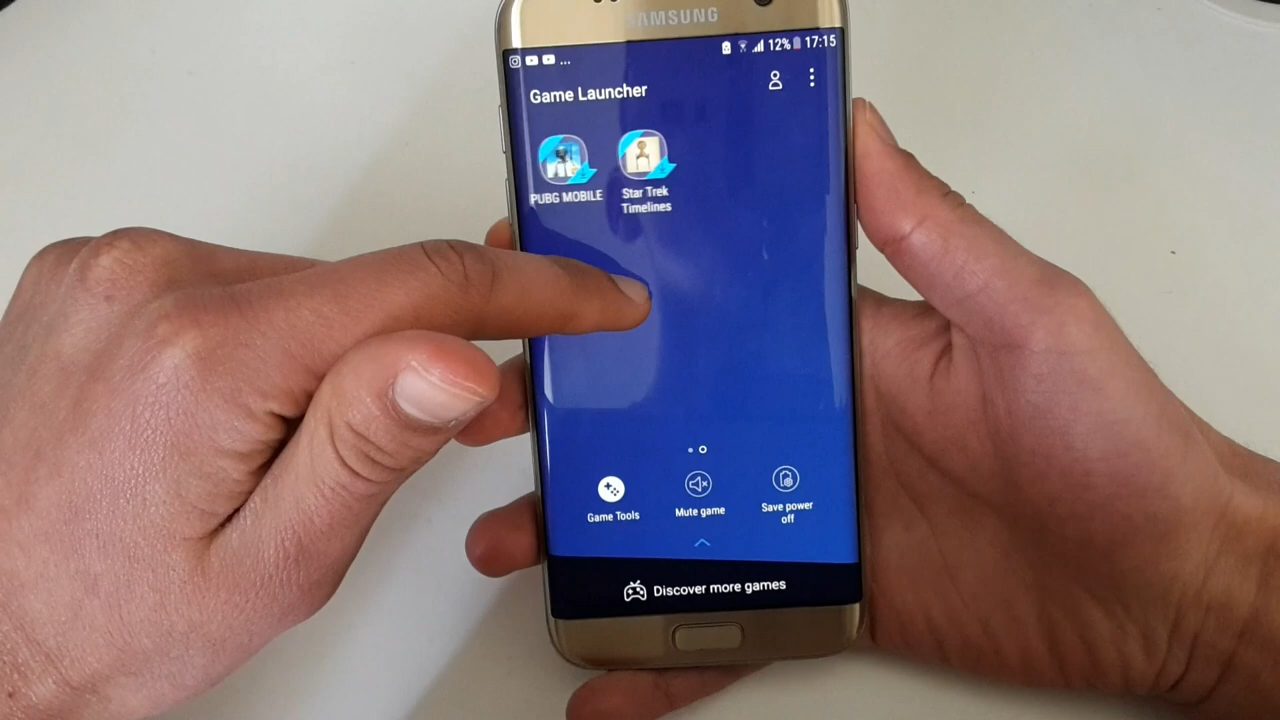 SAMSUNG
... 12% 17:15
Game Launcher
PUBG MOBILE
Star Trek
Timelines
Game Tools
Mute game
Save power
off
Discover more games